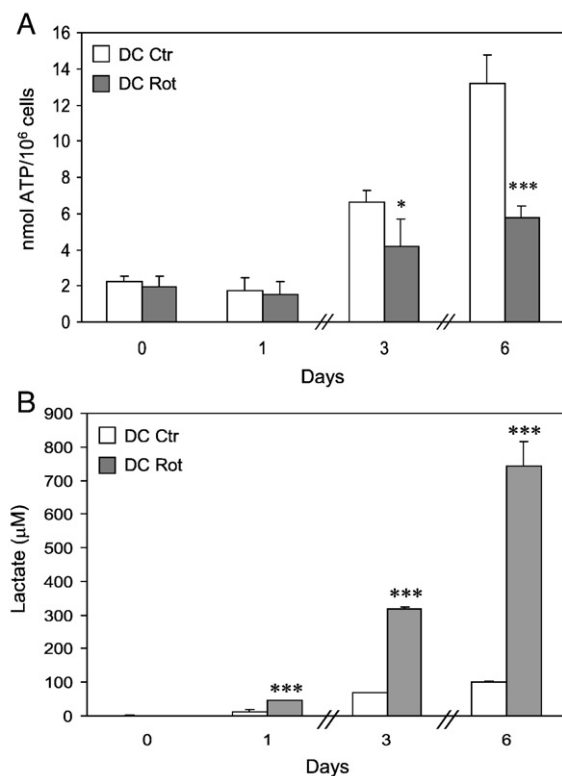 A
16
14
12
10
8
6
4
2
0
nmol ATP/10⁶ cells
DC Ctr
DC Rot
*
***
0 1 3 6
Days
B
900
800
700
600
500
400
300
200
100
0
Lactate (μM)
DC Ctr
DC Rot
***
***
***
0 1 3 6
Days